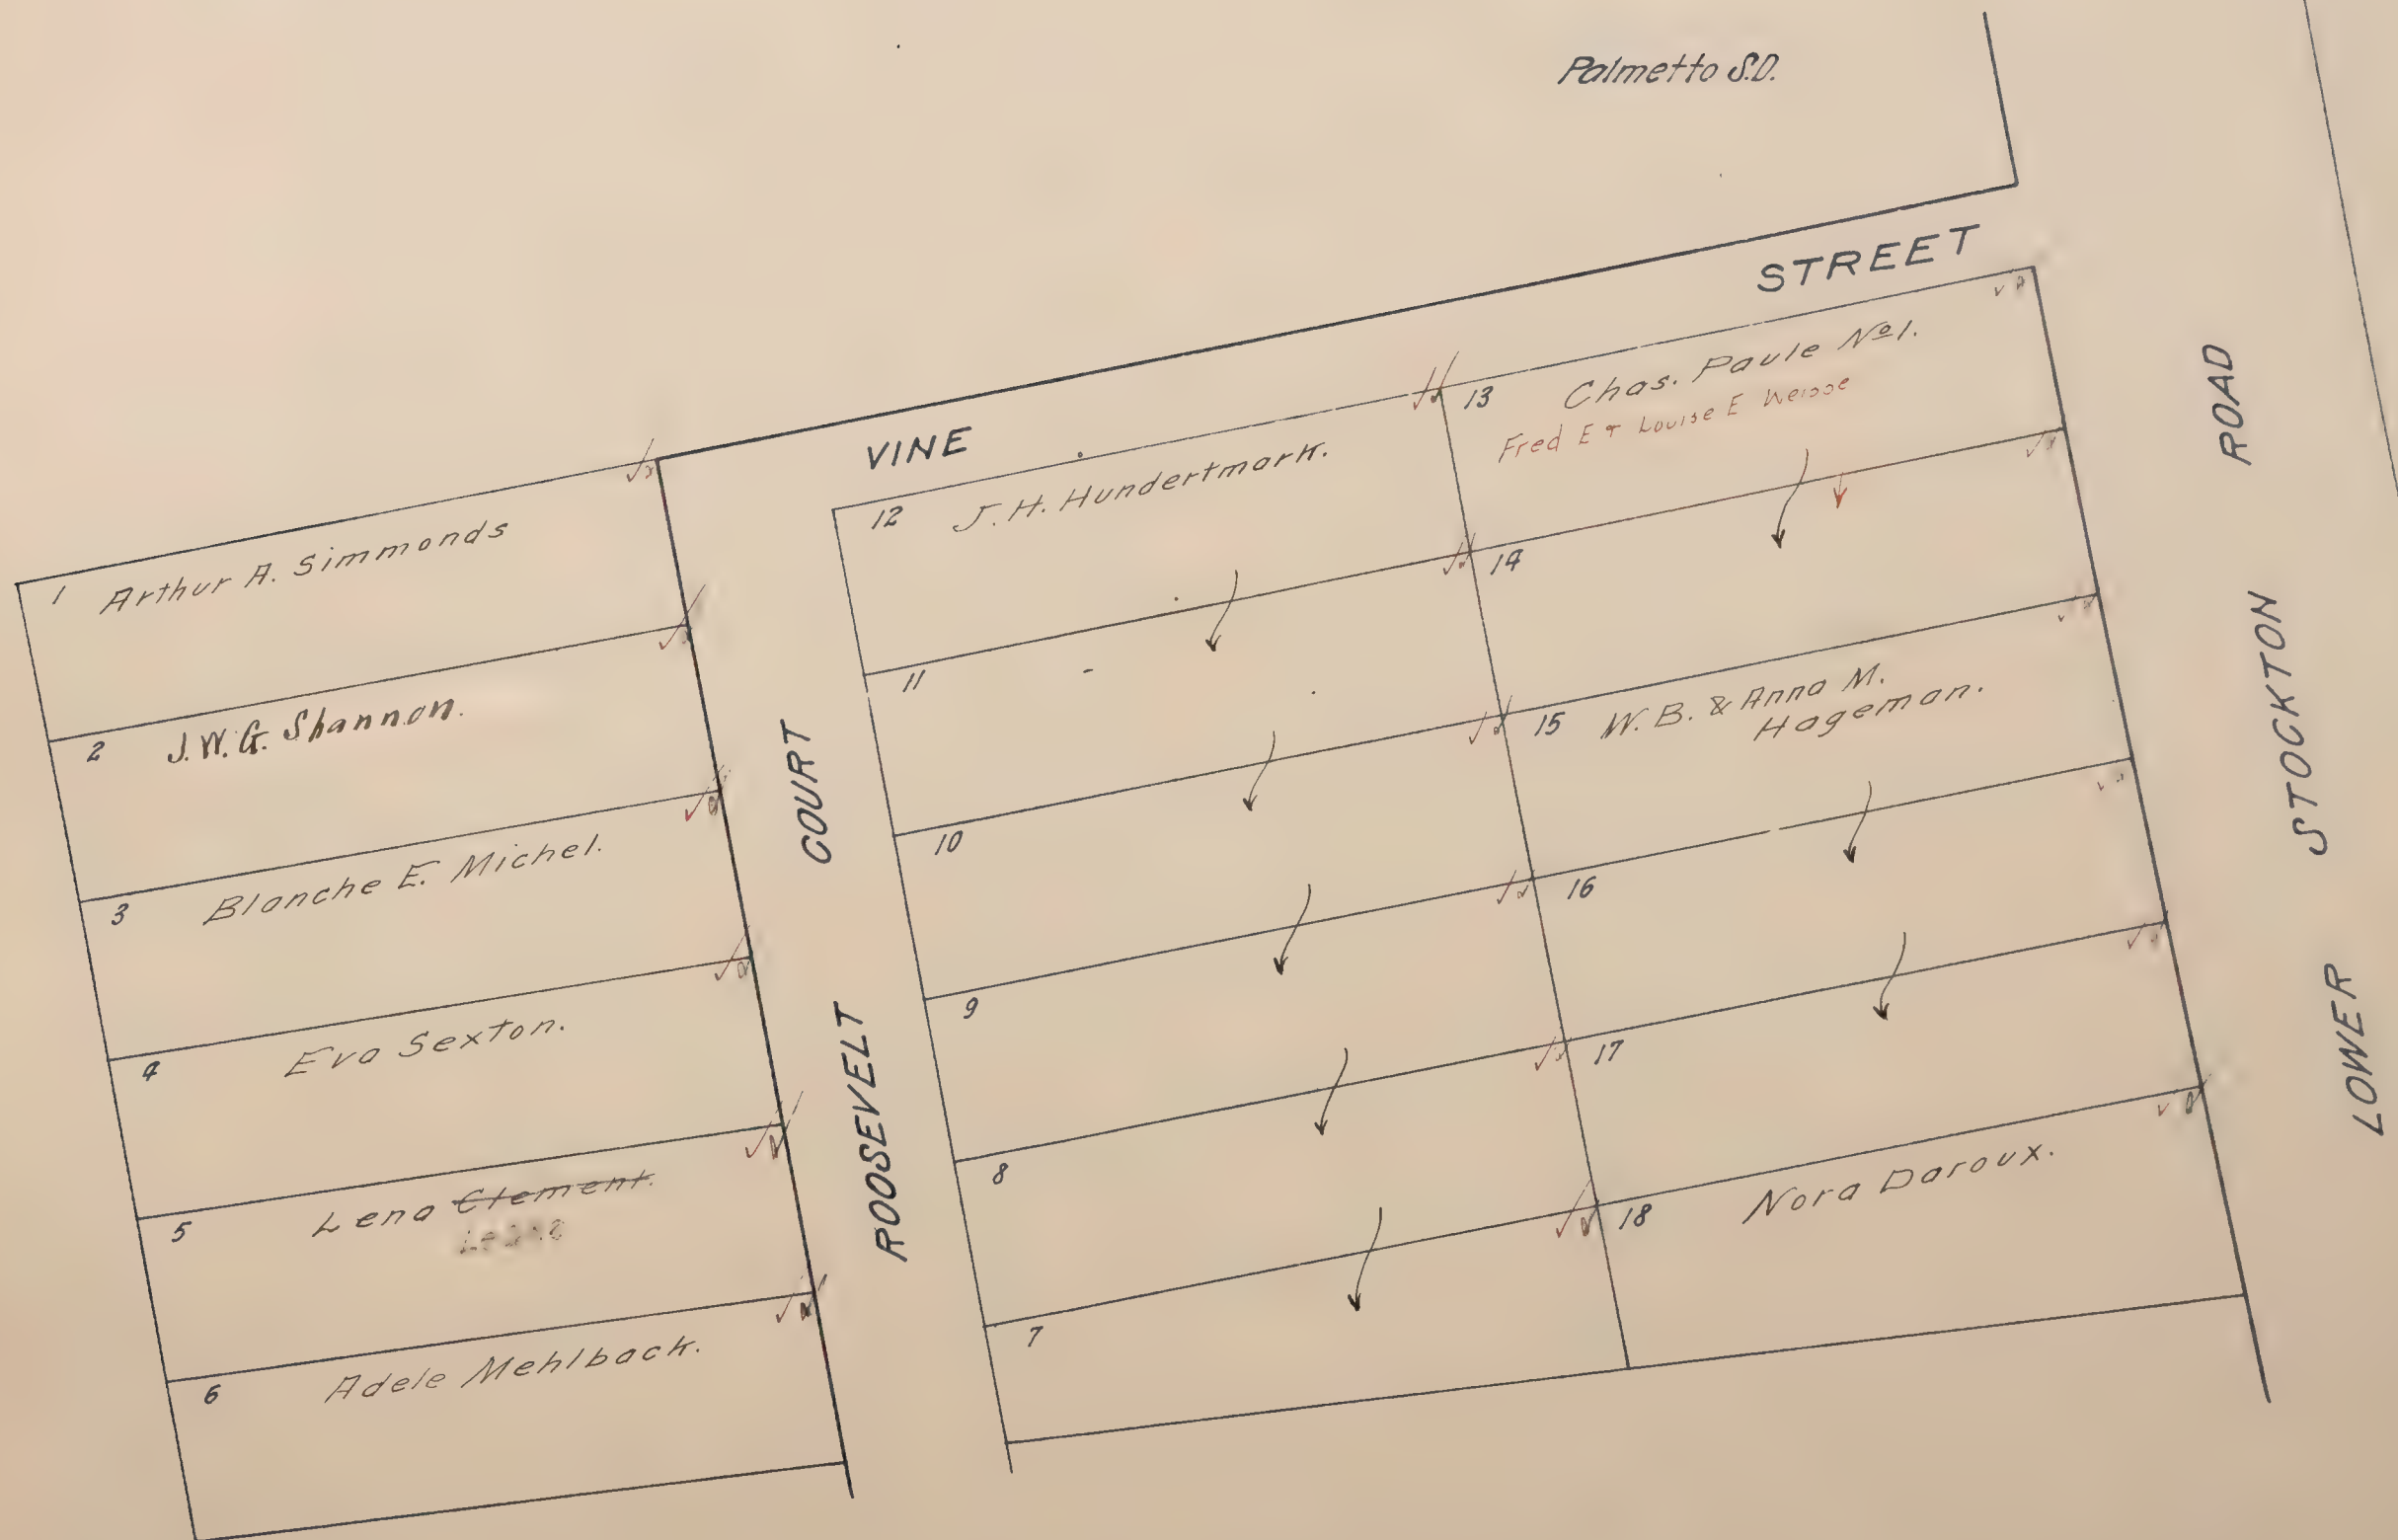 Palmetto S.D.
VINE STREET
LOWER STOCKTON ROAD
ROOSEVELT COURT
1 Arthur A. Simmonds
2 J. W. G. Shannon.
3 Blanche E. Michel.
4 Eva Sexton.
5 Lena Clement.
6 Adele Mehlback.
12 J. H. Hundertmark.
11
10
9
8
7
13 Chas. Paule Nº1.
Fred E & Louise E Weisse
14
15 W. B. & Anna M.
Hageman.
16
17
18 Nora Daroux.